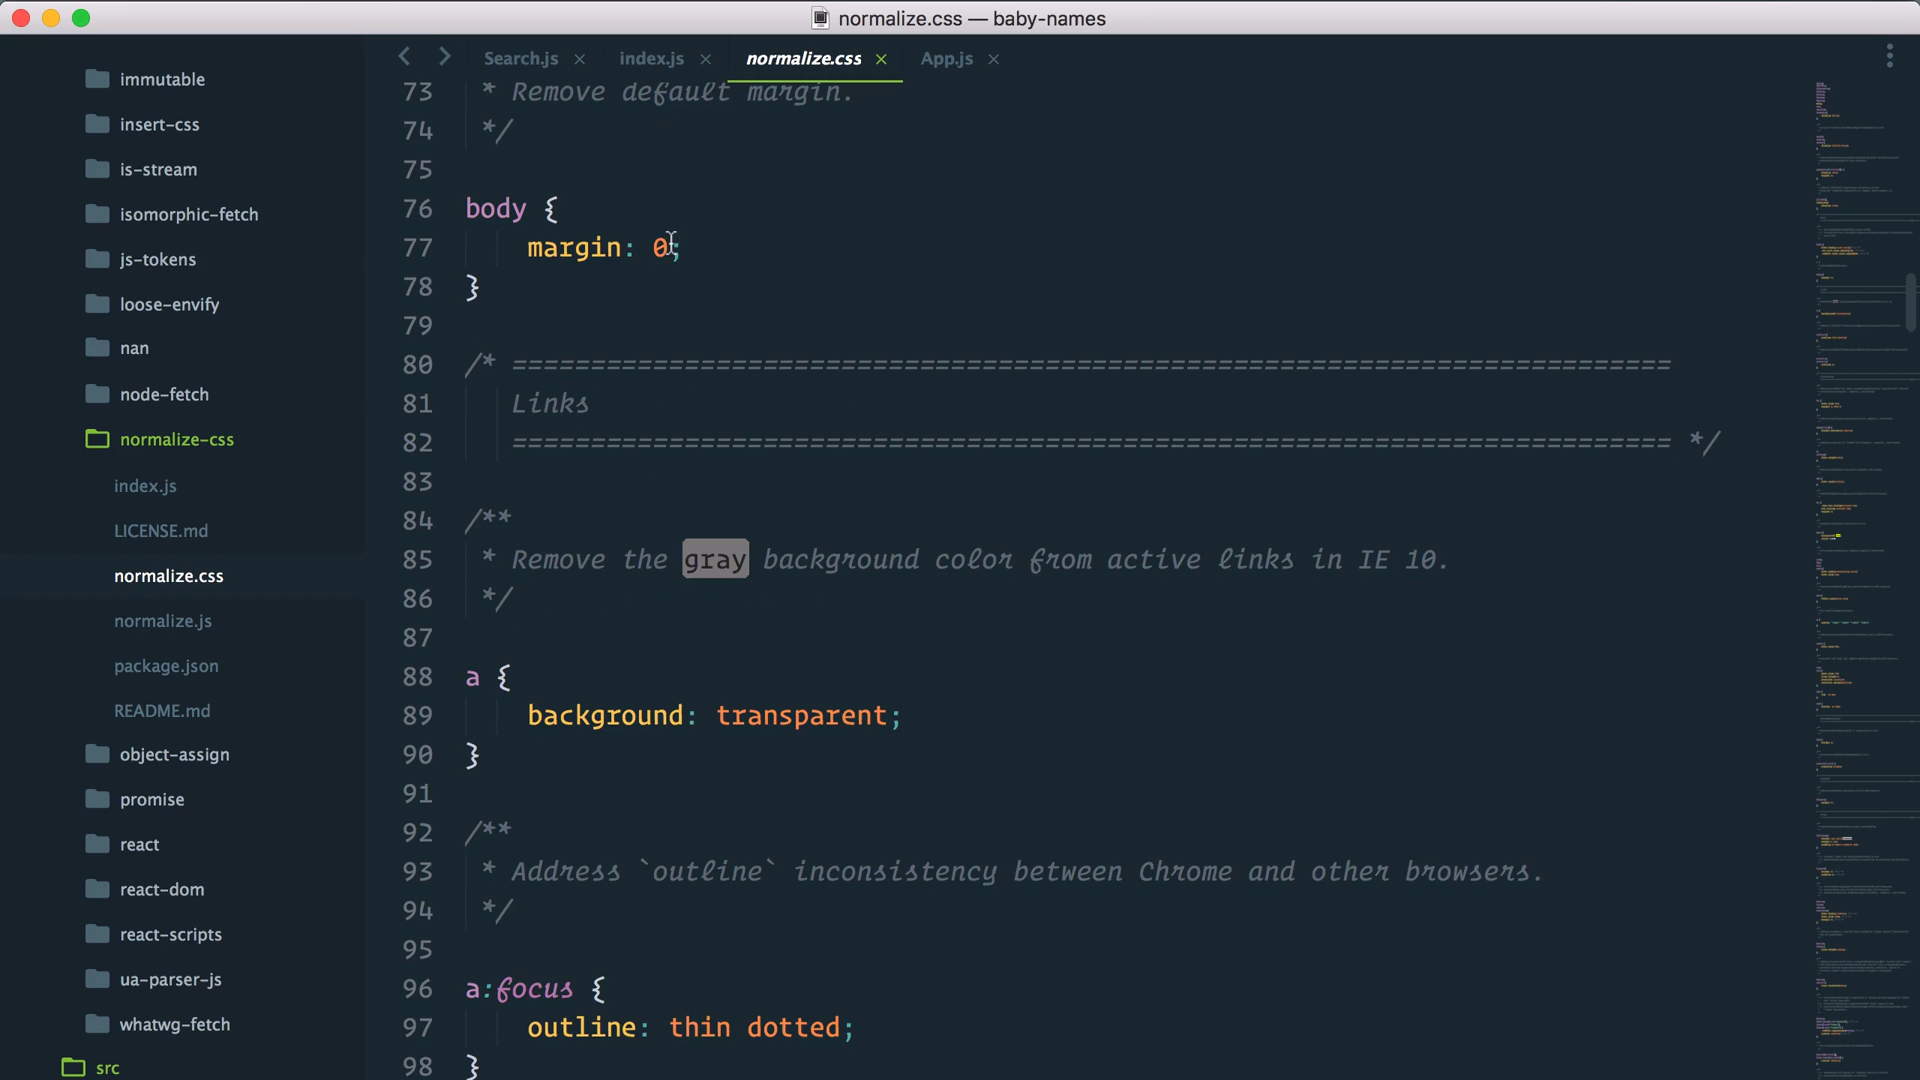 normalize.css — baby-names
Search.js × index.js × normalize.css × App.js ×
immutable
insert-css
is-stream
isomorphic-fetch
js-tokens
loose-envify
nan
node-fetch
normalize-css
index.js
LICENSE.md
normalize.css
normalize.js
package.json
README.md
object-assign
promise
react
react-dom
react-scripts
ua-parser-js
whatwg-fetch
src
73 * Remove default margin.
74 */
75
76 body {
77 margin: 0;
78 }
79
80 /* ==========================================================================
81 Links
82 ========================================================================== */
83
84 /**
85 * Remove the gray background color from active links in IE 10.
86 */
87
88 a {
89 background: transparent;
90 }
91
92 /**
93 * Address `outline` inconsistency between Chrome and other browsers.
94 */
95
96 a:focus {
97 outline: thin dotted;
98 }